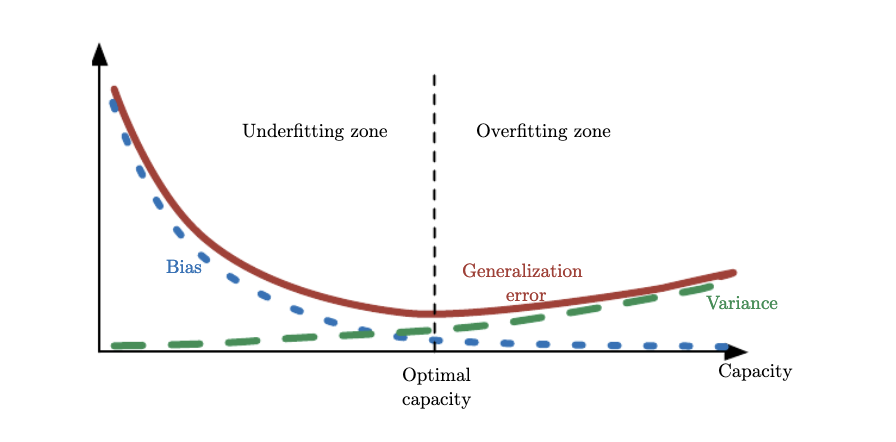 Underfitting zone
Overfitting zone
Bias
Generalization
error
Variance
Optimal
capacity
Capacity